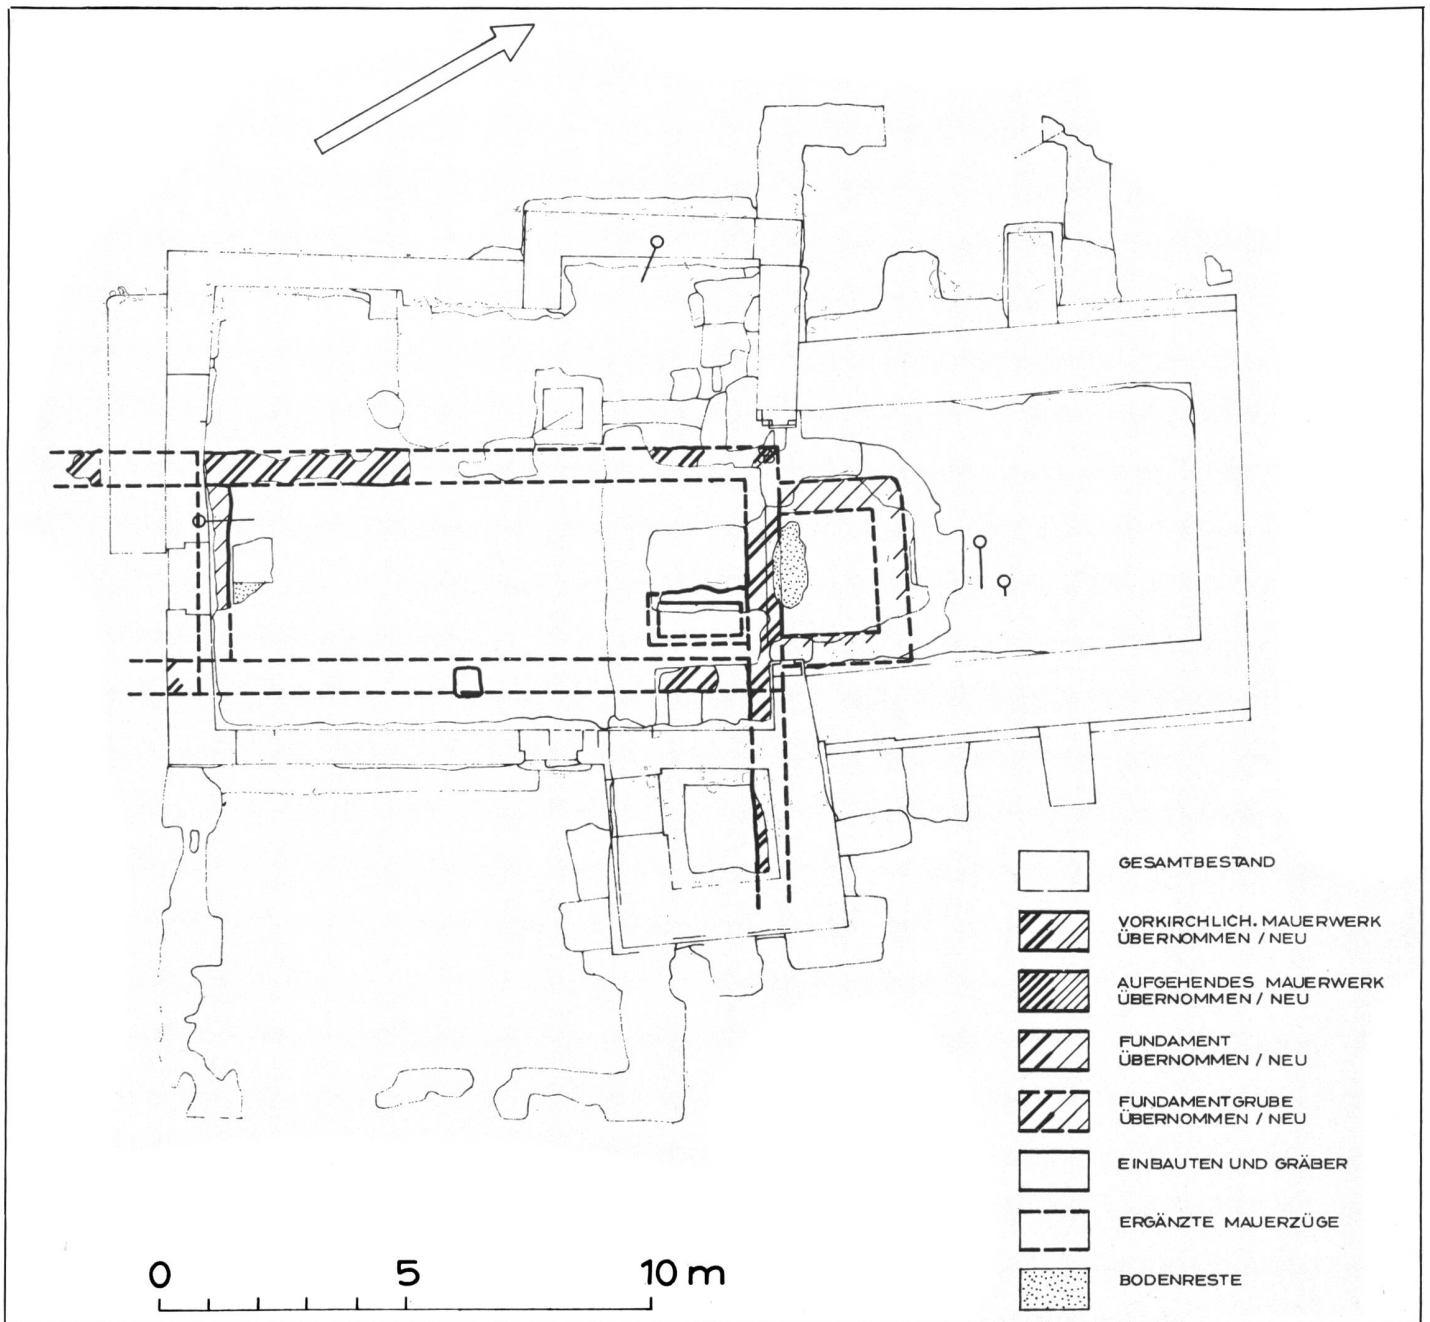 GESAMTBESTAND
VORKIRCHLICH. MAUERWERK
ÜBERNOMMEN / NEU
AUFGEHENDES MAUERWERK
ÜBERNOMMEN / NEU
FUNDAMENT
ÜBERNOMMEN / NEU
FUNDAMENTGRUBE
ÜBERNOMMEN / NEU
EINBAUTEN UND GRÄBER
ERGÄNZTE MAUERZÜGE
BODENRESTE
0 5 10 m